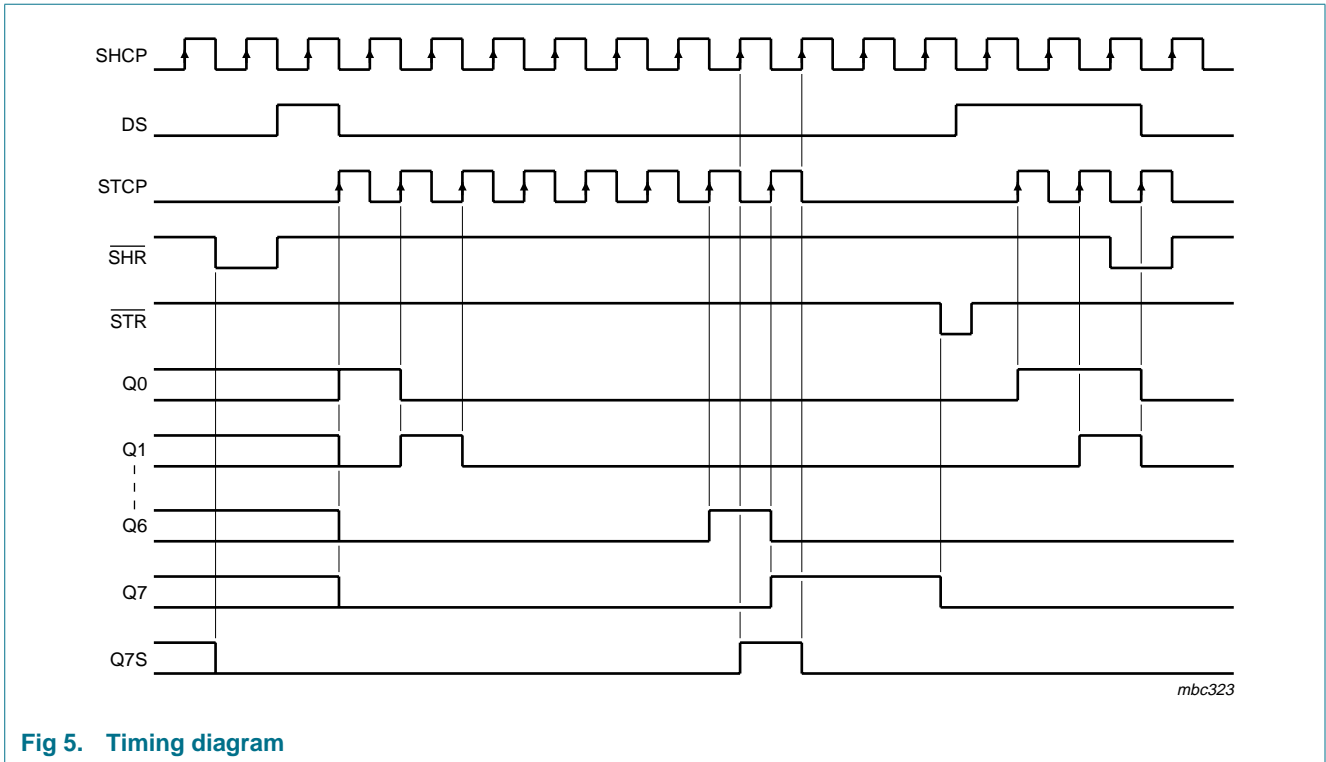 SHCP
DS
STCP
SHR
STR
Q0
Q1
Q6
Q7
Q7S
mbc323
Fig 5. Timing diagram